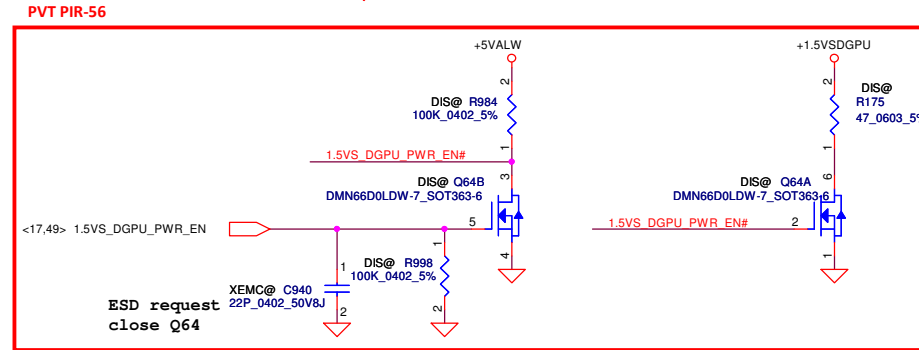 PVT PIR-56
+5VALW
+1.5VSDGPU
2
DIS@ R984
100K_0402_5%
1
2
DIS@
R175
47_0603_5%
1
1.5VS_DGPU_PWR_EN#
3
DIS@ Q64B
DMN66D0LDW-7_SOT363-6
5
4
6
DIS@ Q64A
DMN66D0LDW-7_SOT363-6
1.5VS_DGPU_PWR_EN#
2
1
<17,49> 1.5VS_DGPU_PWR_EN
1
DIS@ R998
100K_0402_5%
2
1
XEMC@ C940
22P_0402_50V8J
2
ESD request
close Q64